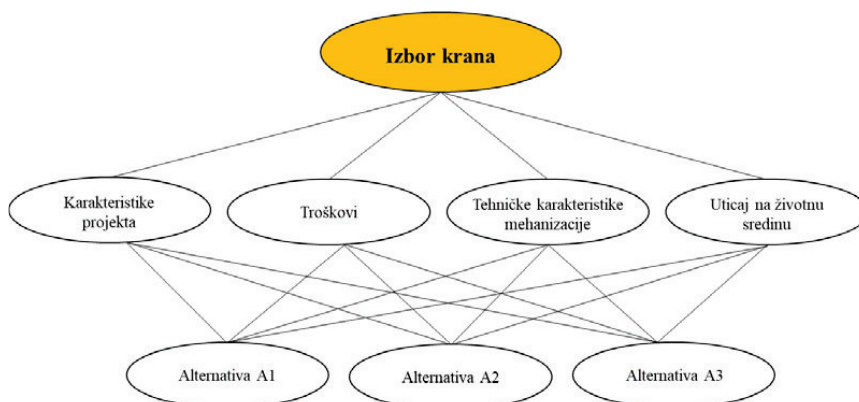 Izbor krana
Karakteristike
projekta
Troškovi
Tehničke karakteristike
mehanizacije
Uticaj na životnu
sredinu
Alternativa A1
Alternativa A2
Alternativa A3